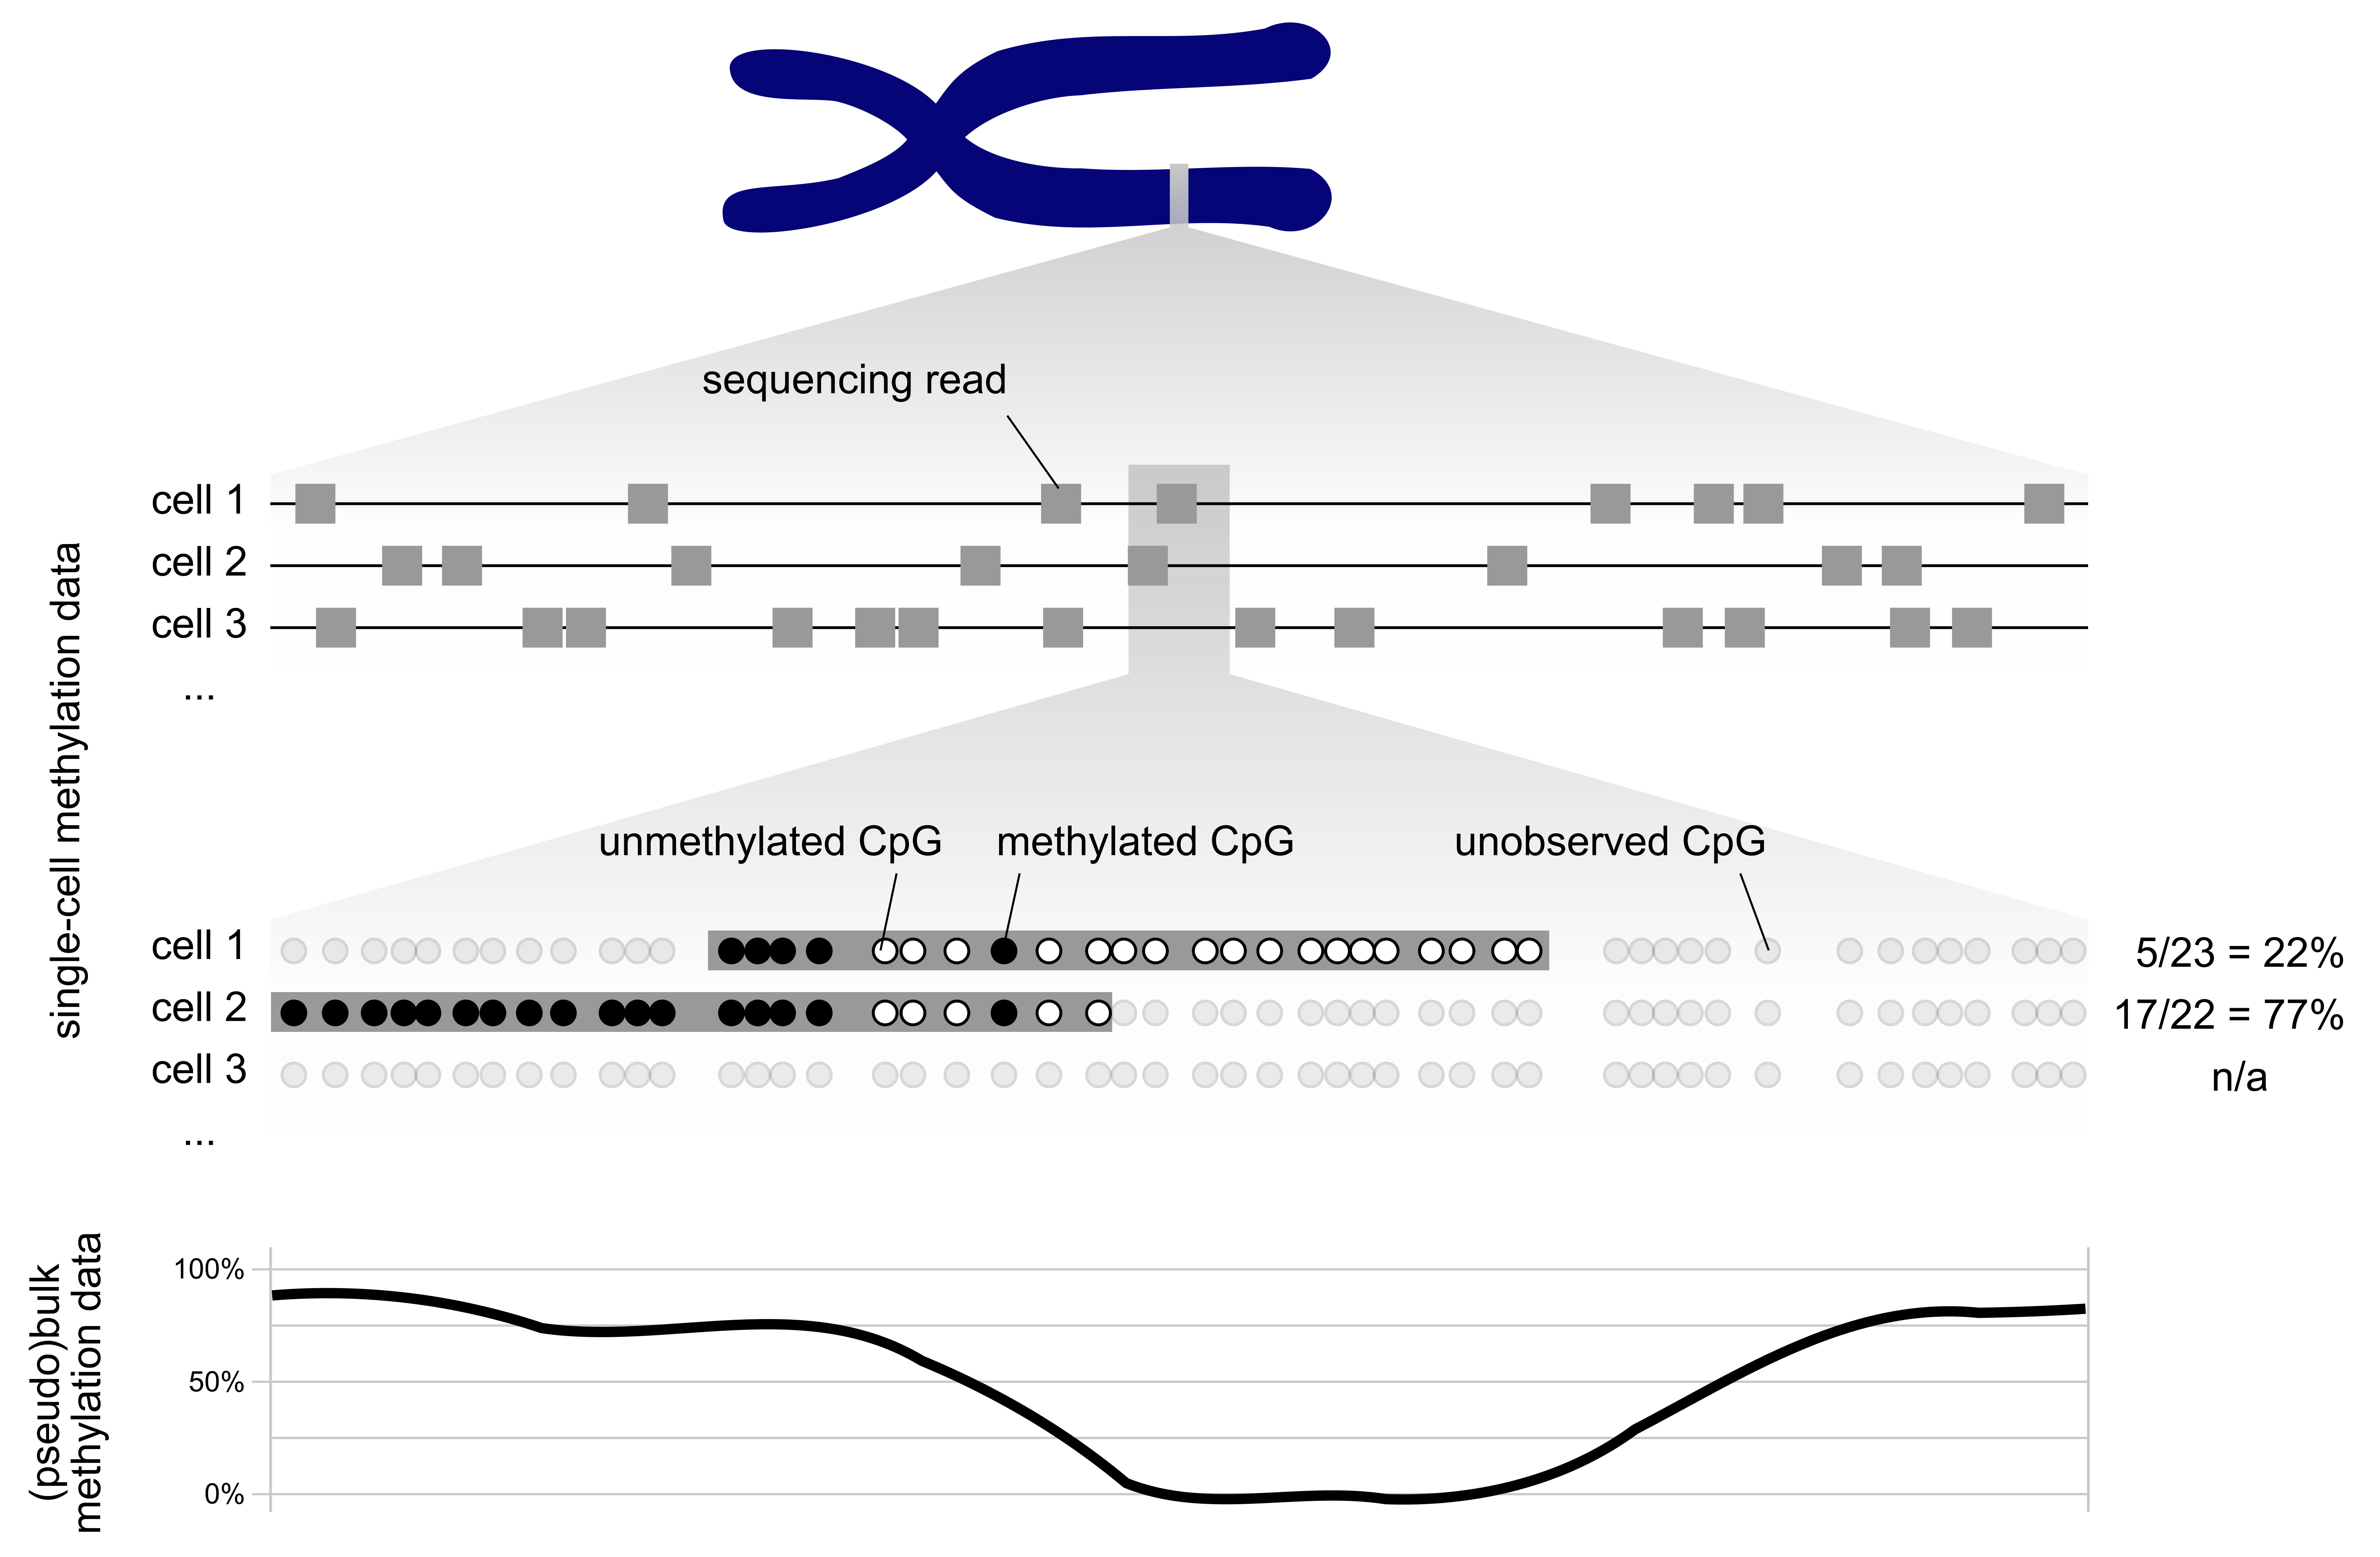 sequencing read
cell 1
cell 2
cell 3
...
single-cell methylation data
unmethylated CpG
methylated CpG
unobserved CpG
cell 1
5/23 = 22%
cell 2
17/22 = 77%
cell 3
n/a
...
(pseudo)bulk
methylation data
100%
50%
0%